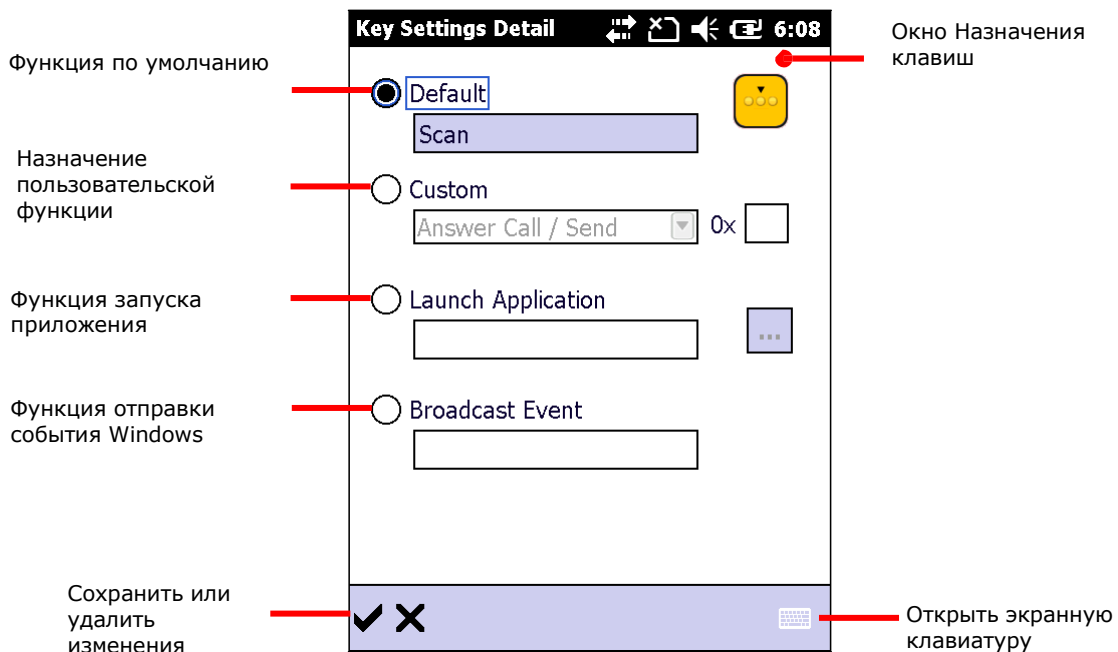 Key Settings Detail 6:08
Окно Назначения
клавиш
Функция по умолчанию
Default
Scan
Назначение
пользовательской
функции
Custom
Answer Call / Send 0x
Функция запуска
приложения
Launch Application
...
Функция отправки
события Windows
Broadcast Event
Сохранить или
удалить
изменения
Открыть экранную
клавиатуру